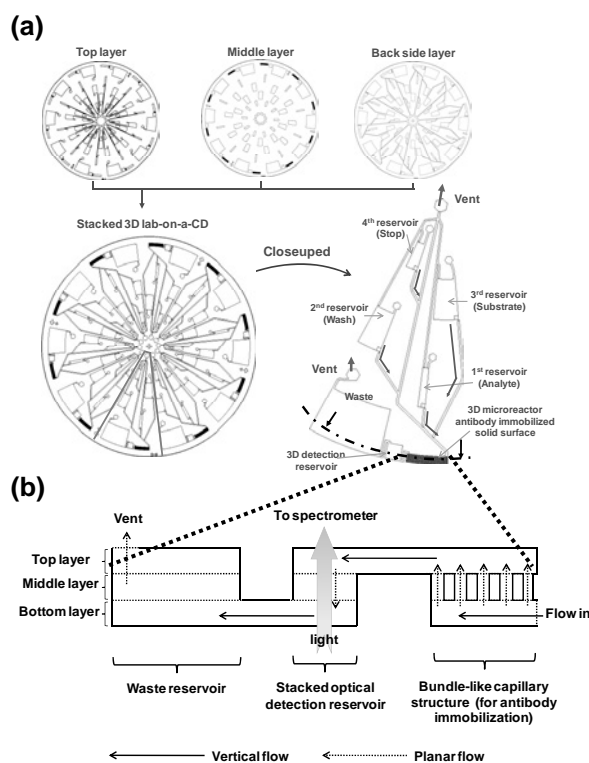 (a)
Top layer
Middle layer
Back side layer
Stacked 3D lab-on-a-CD
Closeuped
Vent
4th reservoir
(Stop)
2nd reservoir
(Wash)
3rd reservoir
(Substrate)
Vent
1st reservoir
(Analyte)
Waste
3D microreactor
antibody immobilized
solid surface
3D detection
reservoir
(b)
Vent
To spectrometer
Top layer
Middle layer
Bottom layer
Flow in
light
Waste reservoir
Stacked optical
detection reservoir
Bundle-like capillary
structure (for antibody
immobilization)
Vertical flow
Planar flow